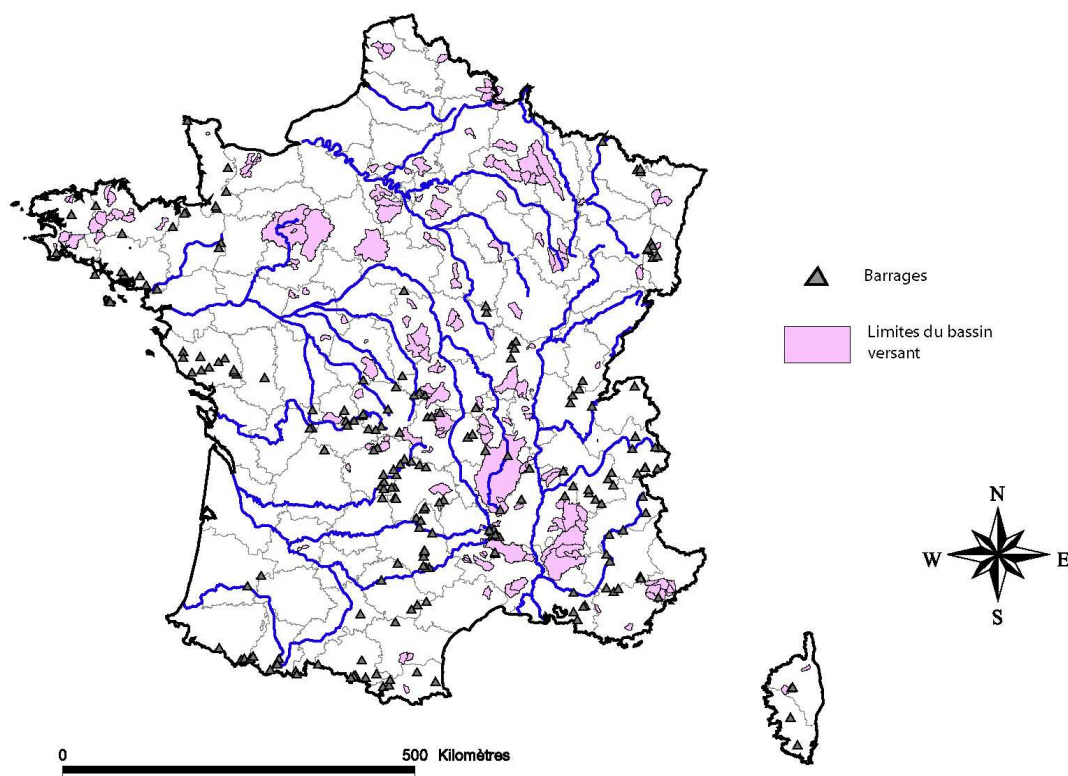 Barrages
Limites du bassin
versant
N
W E
S
0 500 Kilomètres